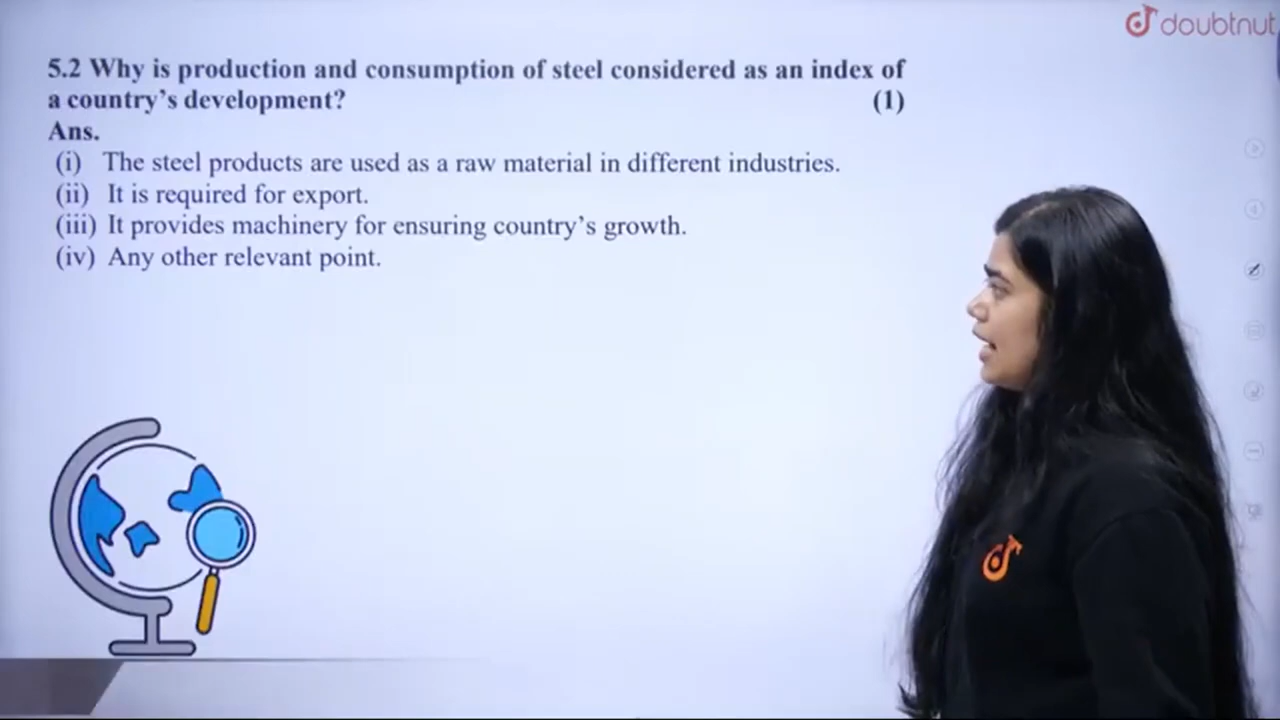 doubtnut
5.2 Why is production and consumption of steel considered as an index of
a country's development? (1)
Ans.
(i) The steel products are used as a raw material in different industries.
(ii) It is required for export.
(iii) It provides machinery for ensuring country's growth.
(iv) Any other relevant point.